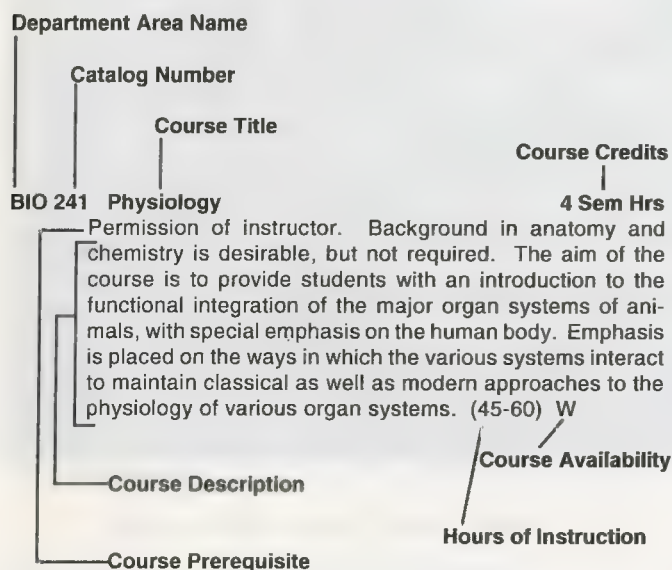 Department Area Name
Catalog Number
Course Title
Course Credits
BIO 241 Physiology 4 Sem Hrs
Permission of instructor. Background in anatomy and
chemistry is desirable, but not required. The aim of the
course is to provide students with an introduction to the
functional integration of the major organ systems of ani-
mals, with special emphasis on the human body. Emphasis
is placed on the ways in which the various systems interact
to maintain classical as well as modern approaches to the
physiology of various organ systems. (45-60) W
Course Availability
Course Description
Hours of Instruction
Course Prerequisite